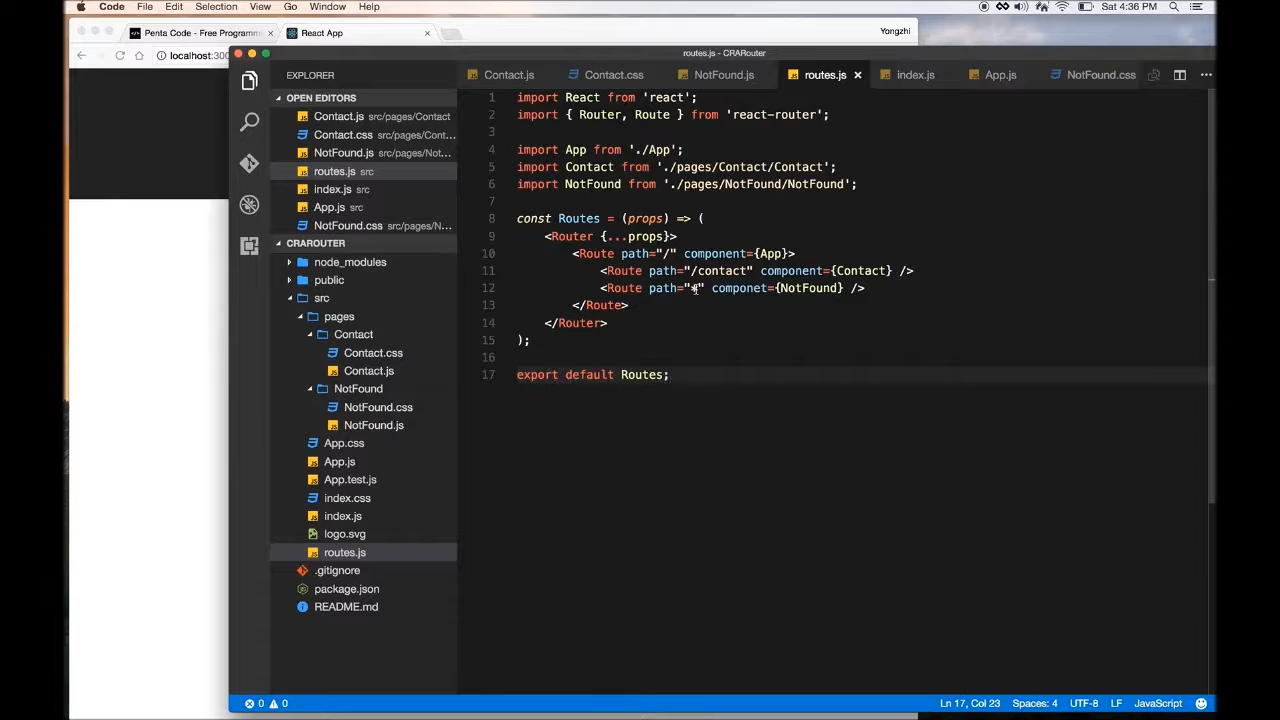 Code File Edit Selection View Go Window Help Sat 4:36 PM
Penta Code - Free Programm React App Yongzhi
localhost:300
routes.js - CRARouter
EXPLORER
OPEN EDITORS
Contact.js src/pages/Contact
Contact.css src/pages/Cont...
NotFound.js src/pages/Not...
routes.js src
index.js src
App.js src
NotFound.css src/pages/N...
CRAROUTER
node_modules
public
src
pages
Contact
Contact.css
Contact.js
NotFound
NotFound.css
NotFound.js
App.css
App.js
App.test.js
index.css
index.js
logo.svg
routes.js
.gitignore
package.json
README.md
Contact.js Contact.css NotFound.js routes.js index.js App.js NotFound.css
1 import React from 'react';
2 import { Router, Route } from 'react-router';
3
4 import App from './App';
5 import Contact from './pages/Contact/Contact';
6 import NotFound from './pages/NotFound/NotFound';
7
8 const Routes = (props) => (
9 <Router {...props}>
10 <Route path="/" component={App}>
11 <Route path="/contact" component={Contact} />
12 <Route path="*" componet={NotFound} />
13 </Route>
14 </Router>
15 );
16
17 export default Routes;
0 0 Ln 17, Col 23 Spaces: 4 UTF-8 LF JavaScript